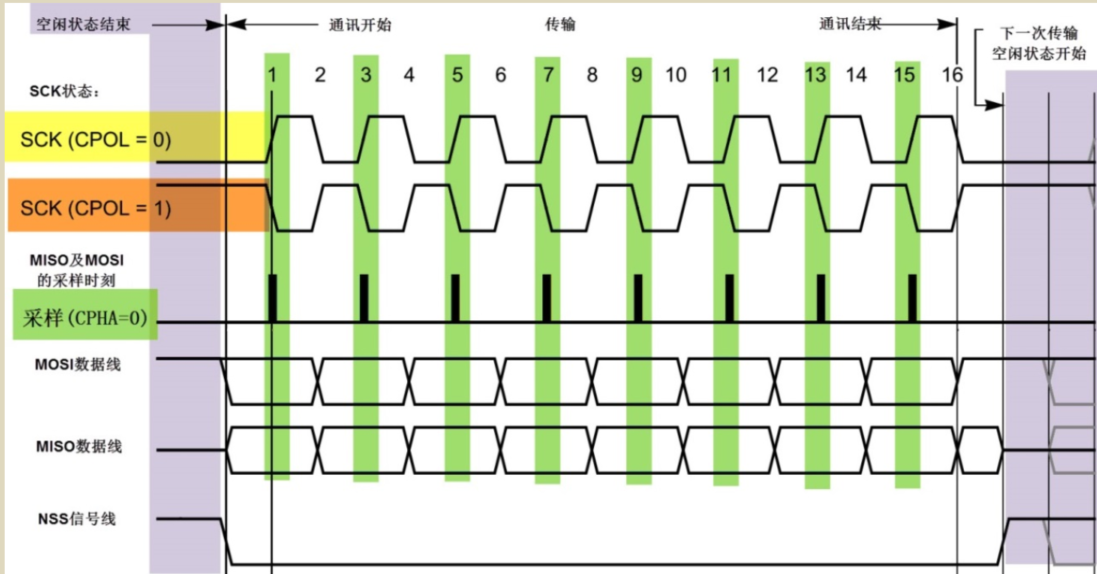 空闲状态结束
通讯开始
传输
通讯结束
下一次传输
空闲状态开始
1 2 3 4 5 6 7 8 9 10 11 12 13 14 15 16
SCK状态：
SCK (CPOL = 0)
SCK (CPOL = 1)
MISO及MOSI
的采样时刻
采样(CPHA=0)
MOSI数据线
MISO数据线
NSS信号线